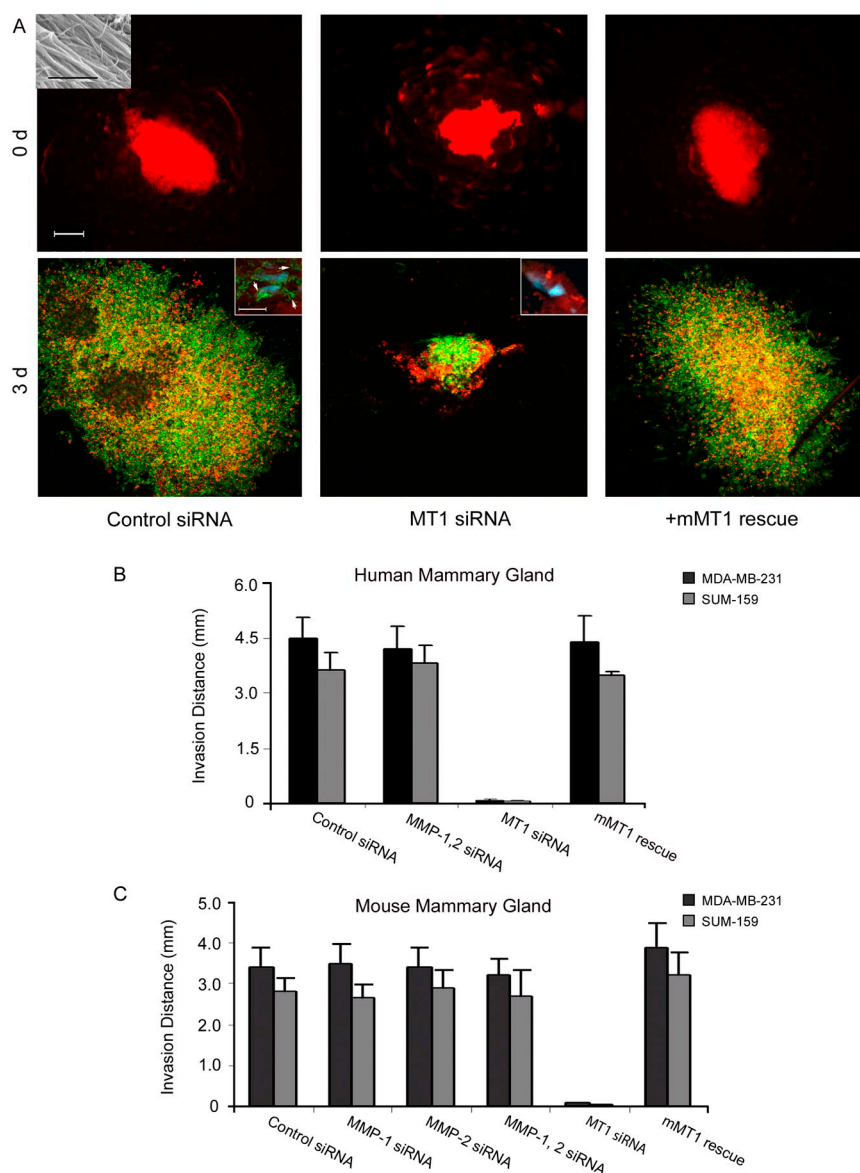 A
0 d
3 d
Control siRNA
MT1 siRNA
+mMT1 rescue
B
Human Mammary Gland
MDA-MB-231
SUM-159
Invasion Distance (mm)
6.0
4.5
3.0
1.5
0
Control siRNA
MMP-1,2 siRNA
MT1 siRNA
mMT1 rescue
C
Mouse Mammary Gland
MDA-MB-231
SUM-159
Invasion Distance (mm)
5.0
4.0
3.0
2.0
1.0
0
Control siRNA
MMP-1 siRNA
MMP-2 siRNA
MMP-1, 2 siRNA
MT1 siRNA
mMT1 rescue